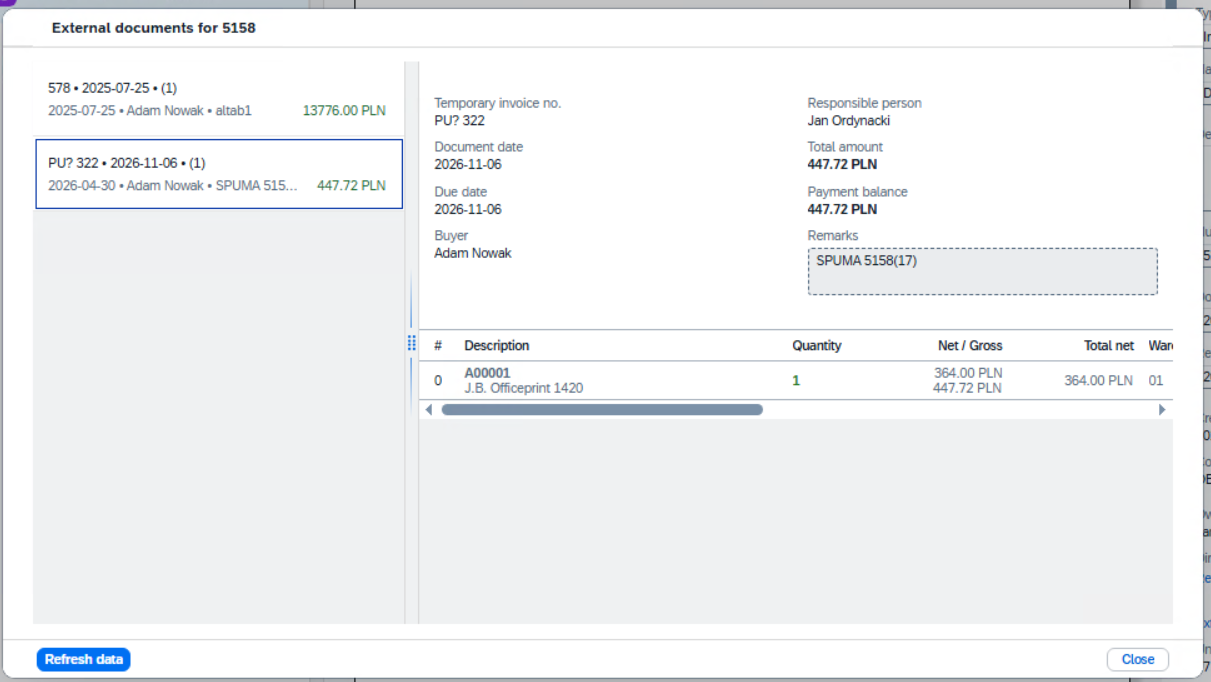 External documents for 5158
578 • 2025-07-25 • (1)
2025-07-25 • Adam Nowak • altab1 13776.00 PLN
PU? 322 • 2026-11-06 • (1)
2026-04-30 • Adam Nowak • SPUMA 515... 447.72 PLN
Temporary invoice no.
PU? 322
Document date
2026-11-06
Due date
2026-11-06
Buyer
Adam Nowak
Responsible person
Jan Ordynacki
Total amount
447.72 PLN
Payment balance
447.72 PLN
Remarks
SPUMA 5158(17)
# Description Quantity Net / Gross Total net
0 A00001 1 364.00 PLN 364.00 PLN 01
J.B. Officeprint 1420 447.72 PLN
Refresh data
Close